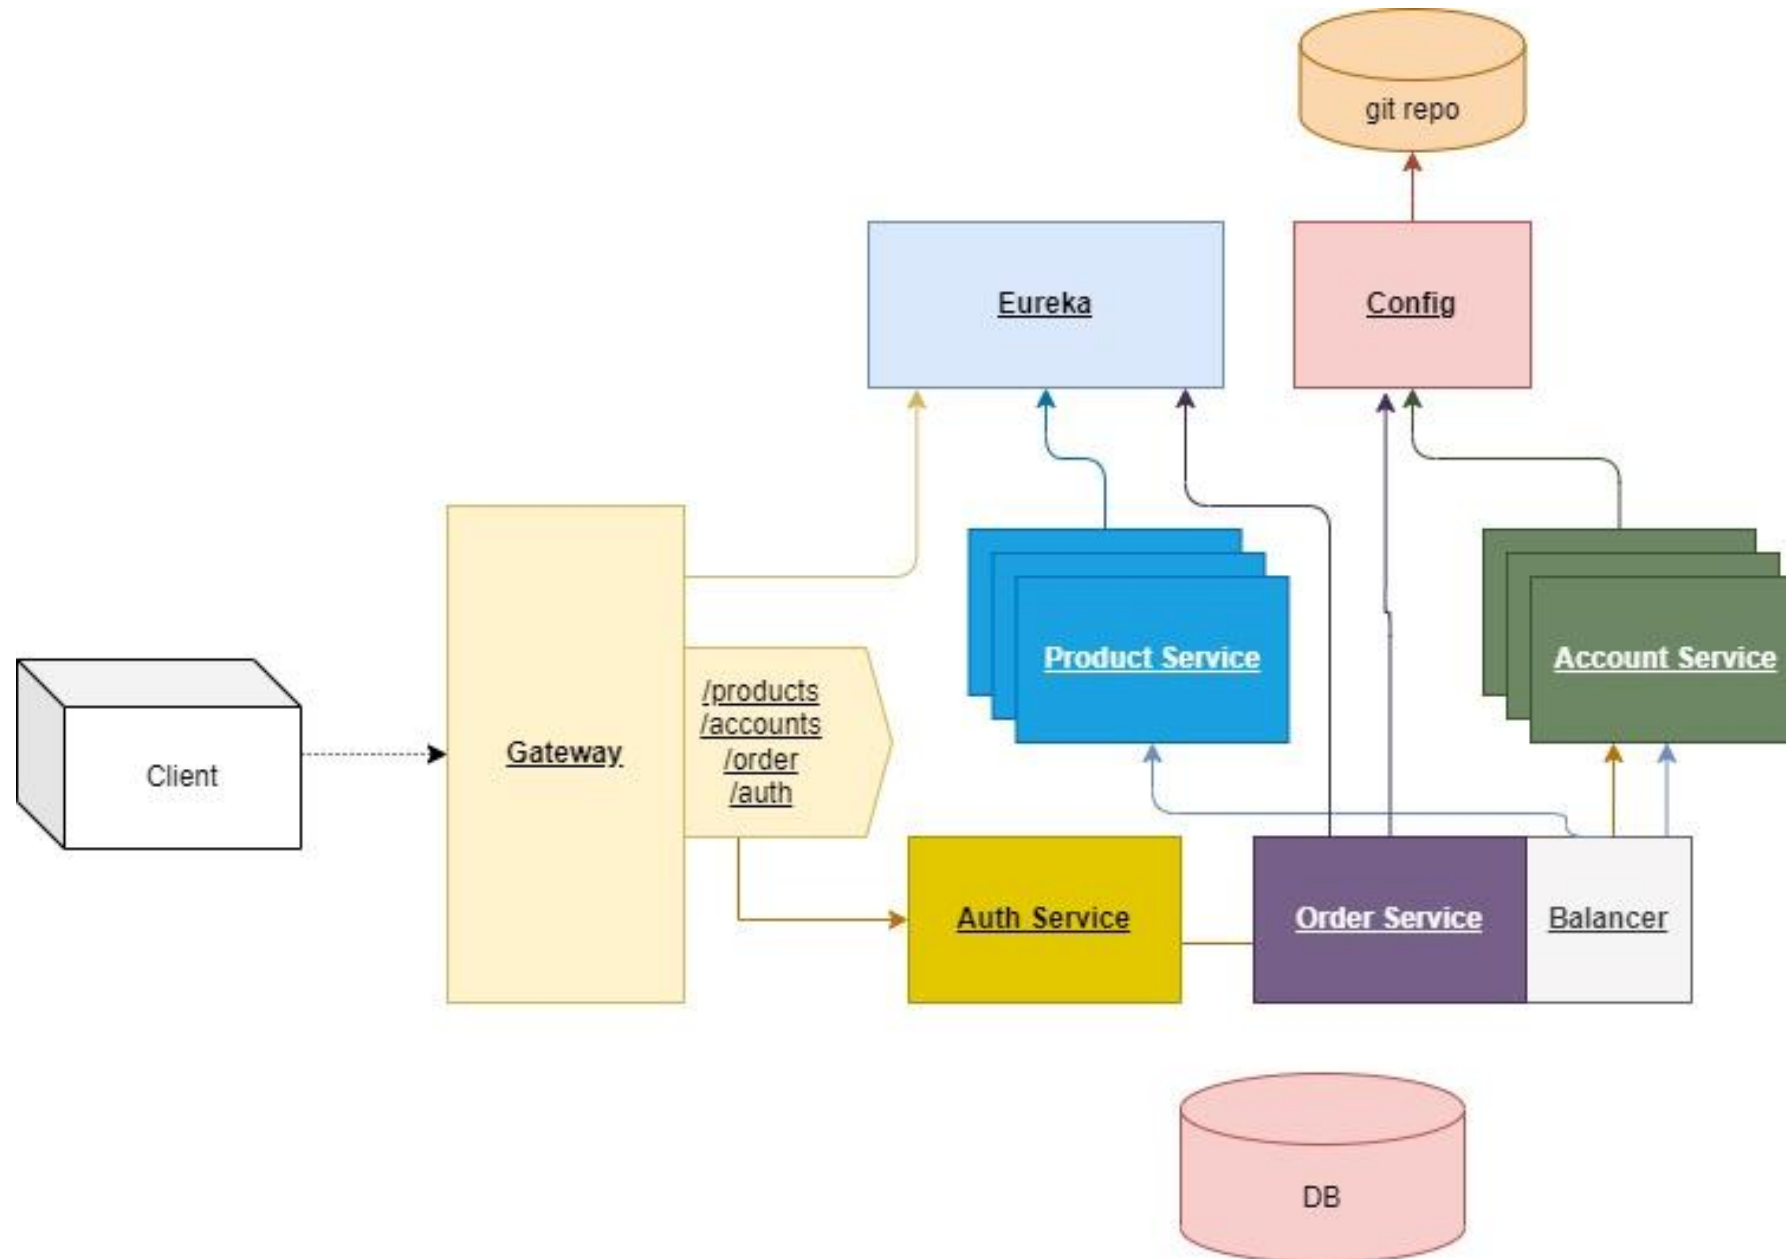 git repo
Eureka
Config
Product Service
Account Service
/products
/accounts
/order
/auth
Gateway
Client
Auth Service
Order Service
Balancer
DB